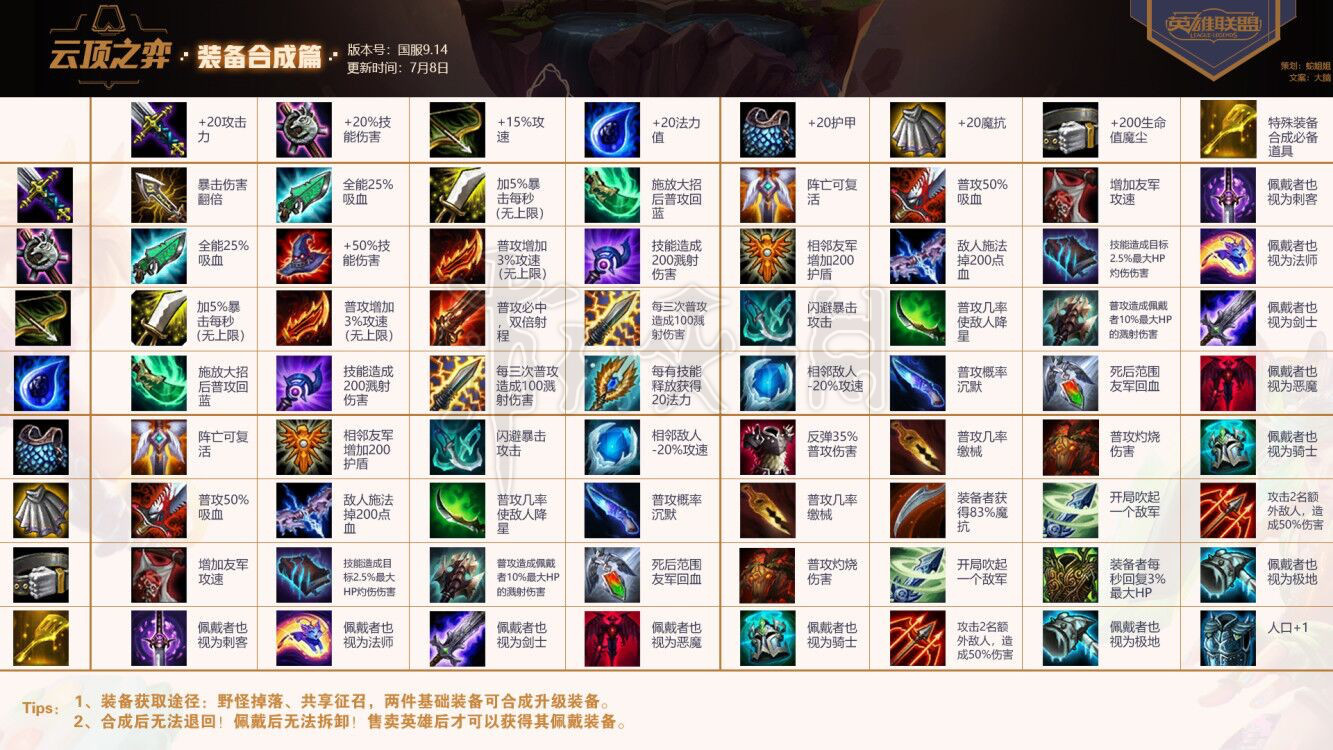 云顶之弈
·装备合成篇·
版本号：国服9.14
更新时间：7月8日
英雄联盟
LEAGUE·LEGENDS
策划：蛇姐姐
文案：大脑
+20攻击
力
+20%技
能伤害
+15%攻
速
+20法力
值
+20护甲
+20魔抗
+200生命
值魔尘
特殊装备
合成必备
道具
暴击伤害
翻倍
全能25%
吸血
加5%暴
击每秒
(无上限)
施放大招
后普攻回
蓝
阵亡可复
活
普攻50%
吸血
增加友军
攻速
佩戴者也
视为刺客
全能25%
吸血
+50%技
能伤害
普攻增加
3%攻速
(无上限)
技能造成
200溅射
伤害
相邻友军
增加200
护盾
敌人施法
掉200点
血
技能造成目标
2.5%最大HP
灼伤伤害
佩戴者也
视为法师
加5%暴
击每秒
(无上限)
普攻增加
3%攻速
(无上限)
普攻必中
，双倍射
程
每三次普攻
造成100溅
射伤害
闪避暴击
攻击
普攻几率
使敌人降
星
普攻造成佩戴
者10%最大HP
的溅射伤害
佩戴者也
视为剑士
施放大招
后普攻回
蓝
技能造成
200溅射
伤害
每三次普攻
造成100溅
射伤害
每有技能
释放获得
20法力
相邻敌人
-20%攻速
普攻概率
沉默
死后范围
友军回血
佩戴者也
视为恶魔
阵亡可复
活
相邻友军
增加200
护盾
闪避暴击
攻击
相邻敌人
-20%攻速
反弹35%
普攻伤害
普攻几率
缴械
普攻灼烧
伤害
佩戴者也
视为骑士
普攻50%
吸血
敌人施法
掉200点
血
普攻几率
使敌人降
星
普攻概率
沉默
普攻几率
缴械
装备者获
得83%魔
抗
开局吹起
一个敌军
攻击2名额
外敌人，造
成50%伤害
增加友军
攻速
技能造成目
标2.5%最大
HP灼伤伤害
普攻造成佩戴
者10%最大HP
的溅射伤害
死后范围
友军回血
普攻灼烧
伤害
开局吹起
一个敌军
装备者每
秒回复3%
最大HP
佩戴者也
视为极地
佩戴者也
视为刺客
佩戴者也
视为法师
佩戴者也
视为剑士
佩戴者也
视为恶魔
佩戴者也
视为骑士
攻击2名额
外敌人，造
成50%伤害
佩戴者也
视为极地
人口+1
Tips：
1、装备获取途径：野怪掉落、共享征召，两件基础装备可合成升级装备。
2、合成后无法退回！佩戴后无法拆卸！售卖英雄后才可以获得其佩戴装备。